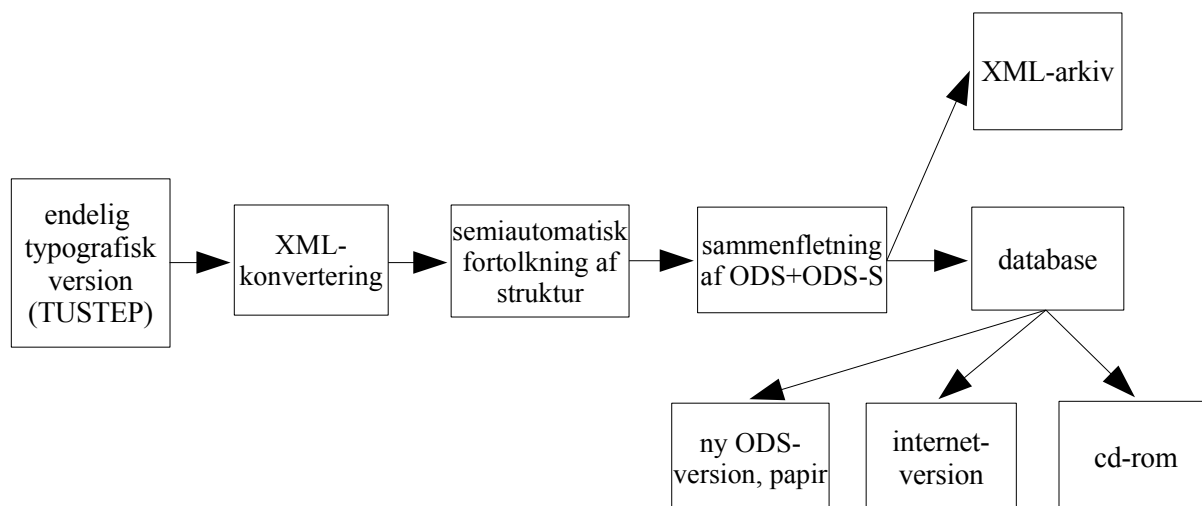 XML-arkiv
endelig
typografisk
version
(TUSTEP)
XML-
konvertering
semiautomatisk
fortolkning af
struktur
sammenfletning
af ODS+ODS-S
database
ny ODS-
version, papir
internet-
version
cd-rom